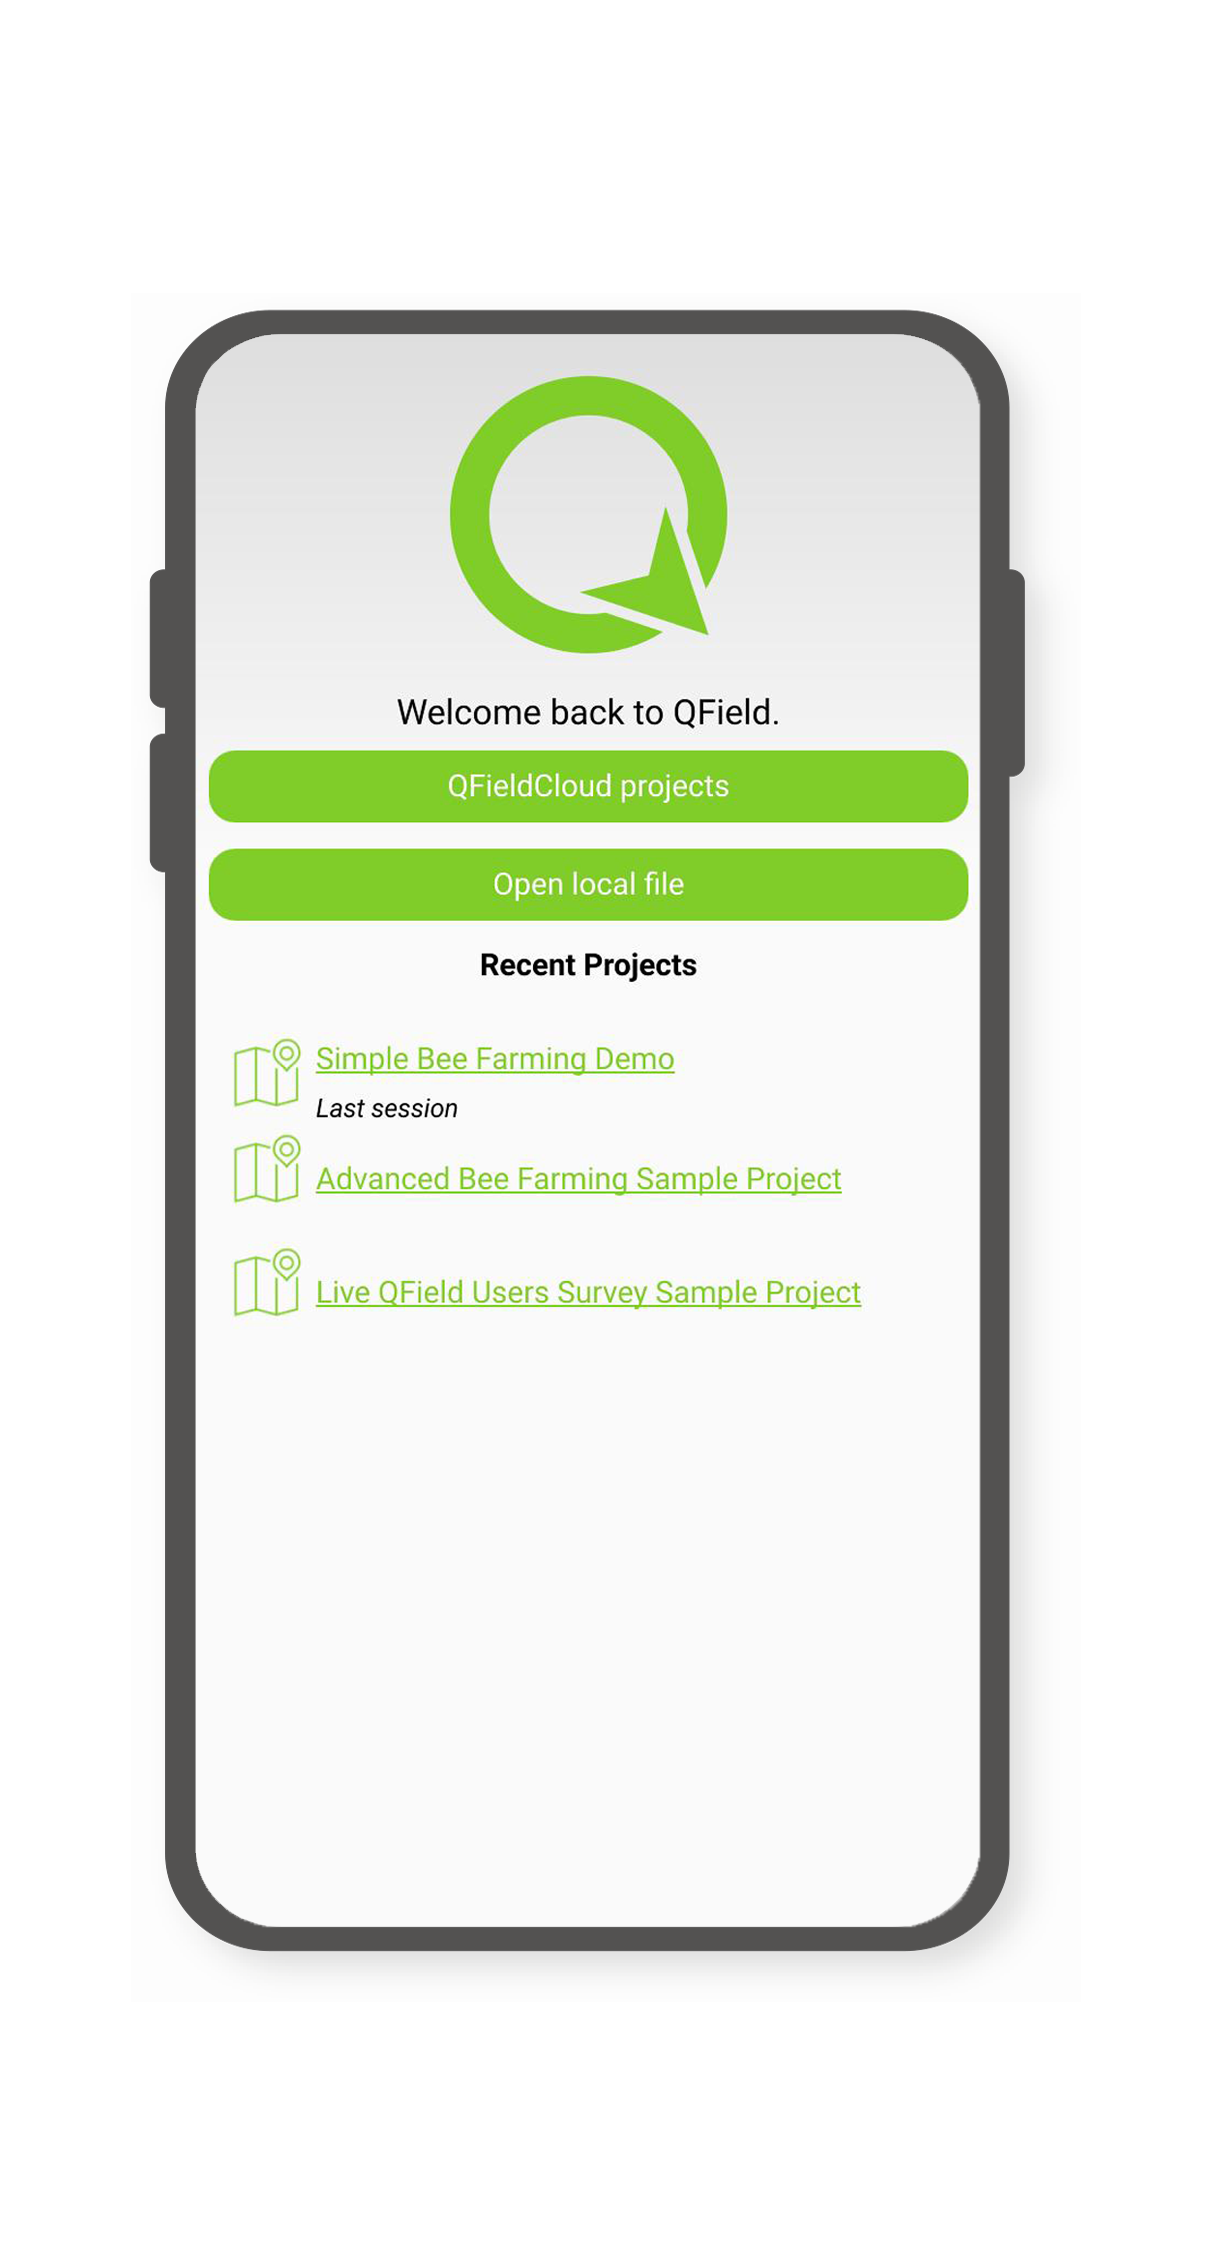 Welcome back to QField.
QFieldCloud projects
Open local file
Recent Projects
Simple Bee Farming Demo
Last session
Advanced Bee Farming Sample Project
Live QField Users Survey Sample Project